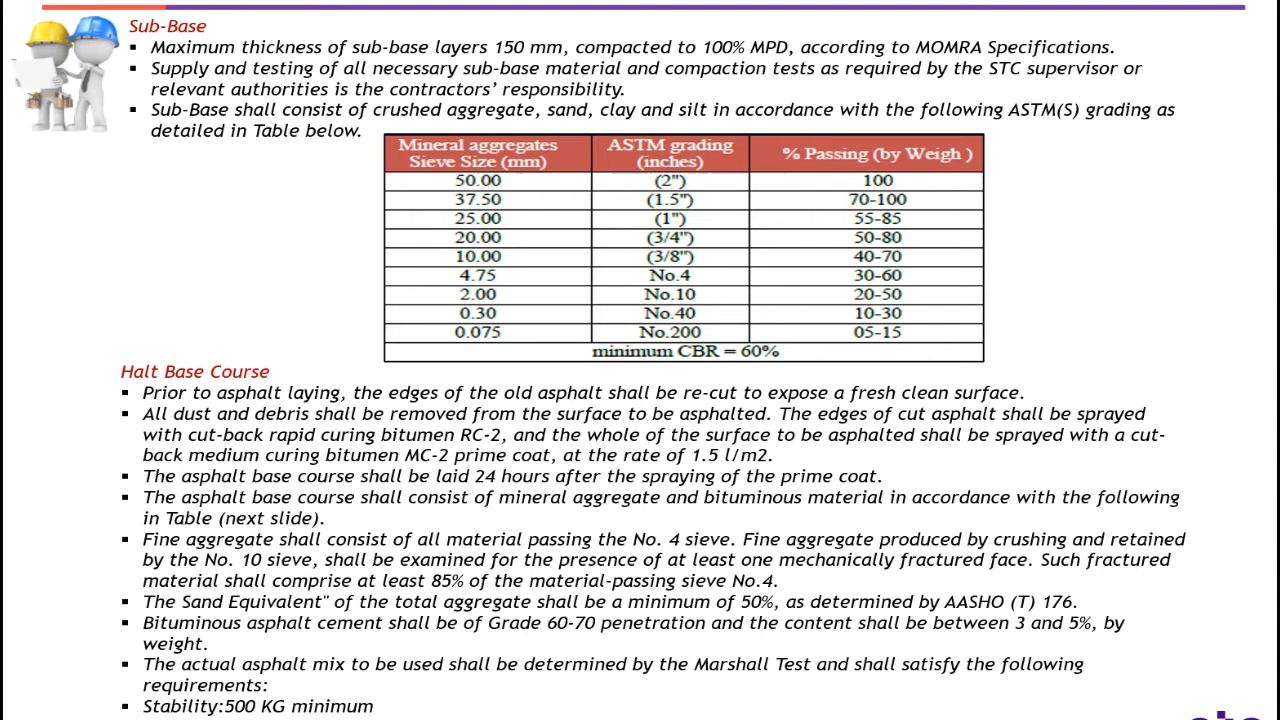 Sub-Base
▪ Maximum thickness of sub-base layers 150 mm, compacted to 100% MPD, according to MOMRA Specifications.
▪ Supply and testing of all necessary sub-base material and compaction tests as required by the STC supervisor or
relevant authorities is the contractors’ responsibility.
▪ Sub-Base shall consist of crushed aggregate, sand, clay and silt in accordance with the following ASTM(S) grading as
detailed in Table below.
Mineral aggregates Sieve Size (mm) ASTM grading (inches) % Passing (by Weigh )
50.00 (2") 100
37.50 (1.5") 70-100
25.00 (1") 55-85
20.00 (3/4") 50-80
10.00 (3/8") 40-70
4.75 No.4 30-60
2.00 No.10 20-50
0.30 No.40 10-30
0.075 No.200 05-15
minimum CBR = 60%
Halt Base Course
▪ Prior to asphalt laying, the edges of the old asphalt shall be re-cut to expose a fresh clean surface.
▪ All dust and debris shall be removed from the surface to be asphalted. The edges of cut asphalt shall be sprayed
with cut-back rapid curing bitumen RC-2, and the whole of the surface to be asphalted shall be sprayed with a cut-
back medium curing bitumen MC-2 prime coat, at the rate of 1.5 l/m2.
▪ The asphalt base course shall be laid 24 hours after the spraying of the prime coat.
▪ The asphalt base course shall consist of mineral aggregate and bituminous material in accordance with the following
in Table (next slide).
▪ Fine aggregate shall consist of all material passing the No. 4 sieve. Fine aggregate produced by crushing and retained
by the No. 10 sieve, shall be examined for the presence of at least one mechanically fractured face. Such fractured
material shall comprise at least 85% of the material-passing sieve No.4.
▪ The Sand Equivalent" of the total aggregate shall be a minimum of 50%, as determined by AASHO (T) 176.
▪ Bituminous asphalt cement shall be of Grade 60-70 penetration and the content shall be between 3 and 5%, by
weight.
▪ The actual asphalt mix to be used shall be determined by the Marshall Test and shall satisfy the following
requirements:
▪ Stability:500 KG minimum